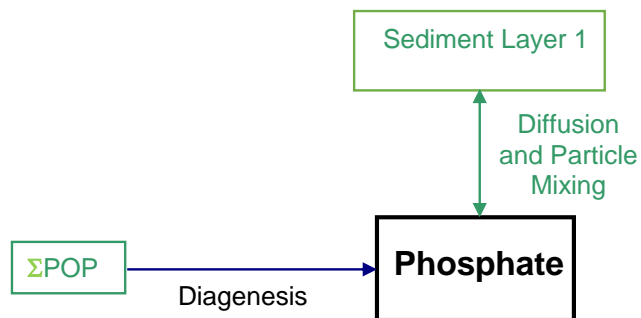 Sediment Layer 1
Diffusion
and Particle
Mixing
ΣPOP
Phosphate
Diagenesis